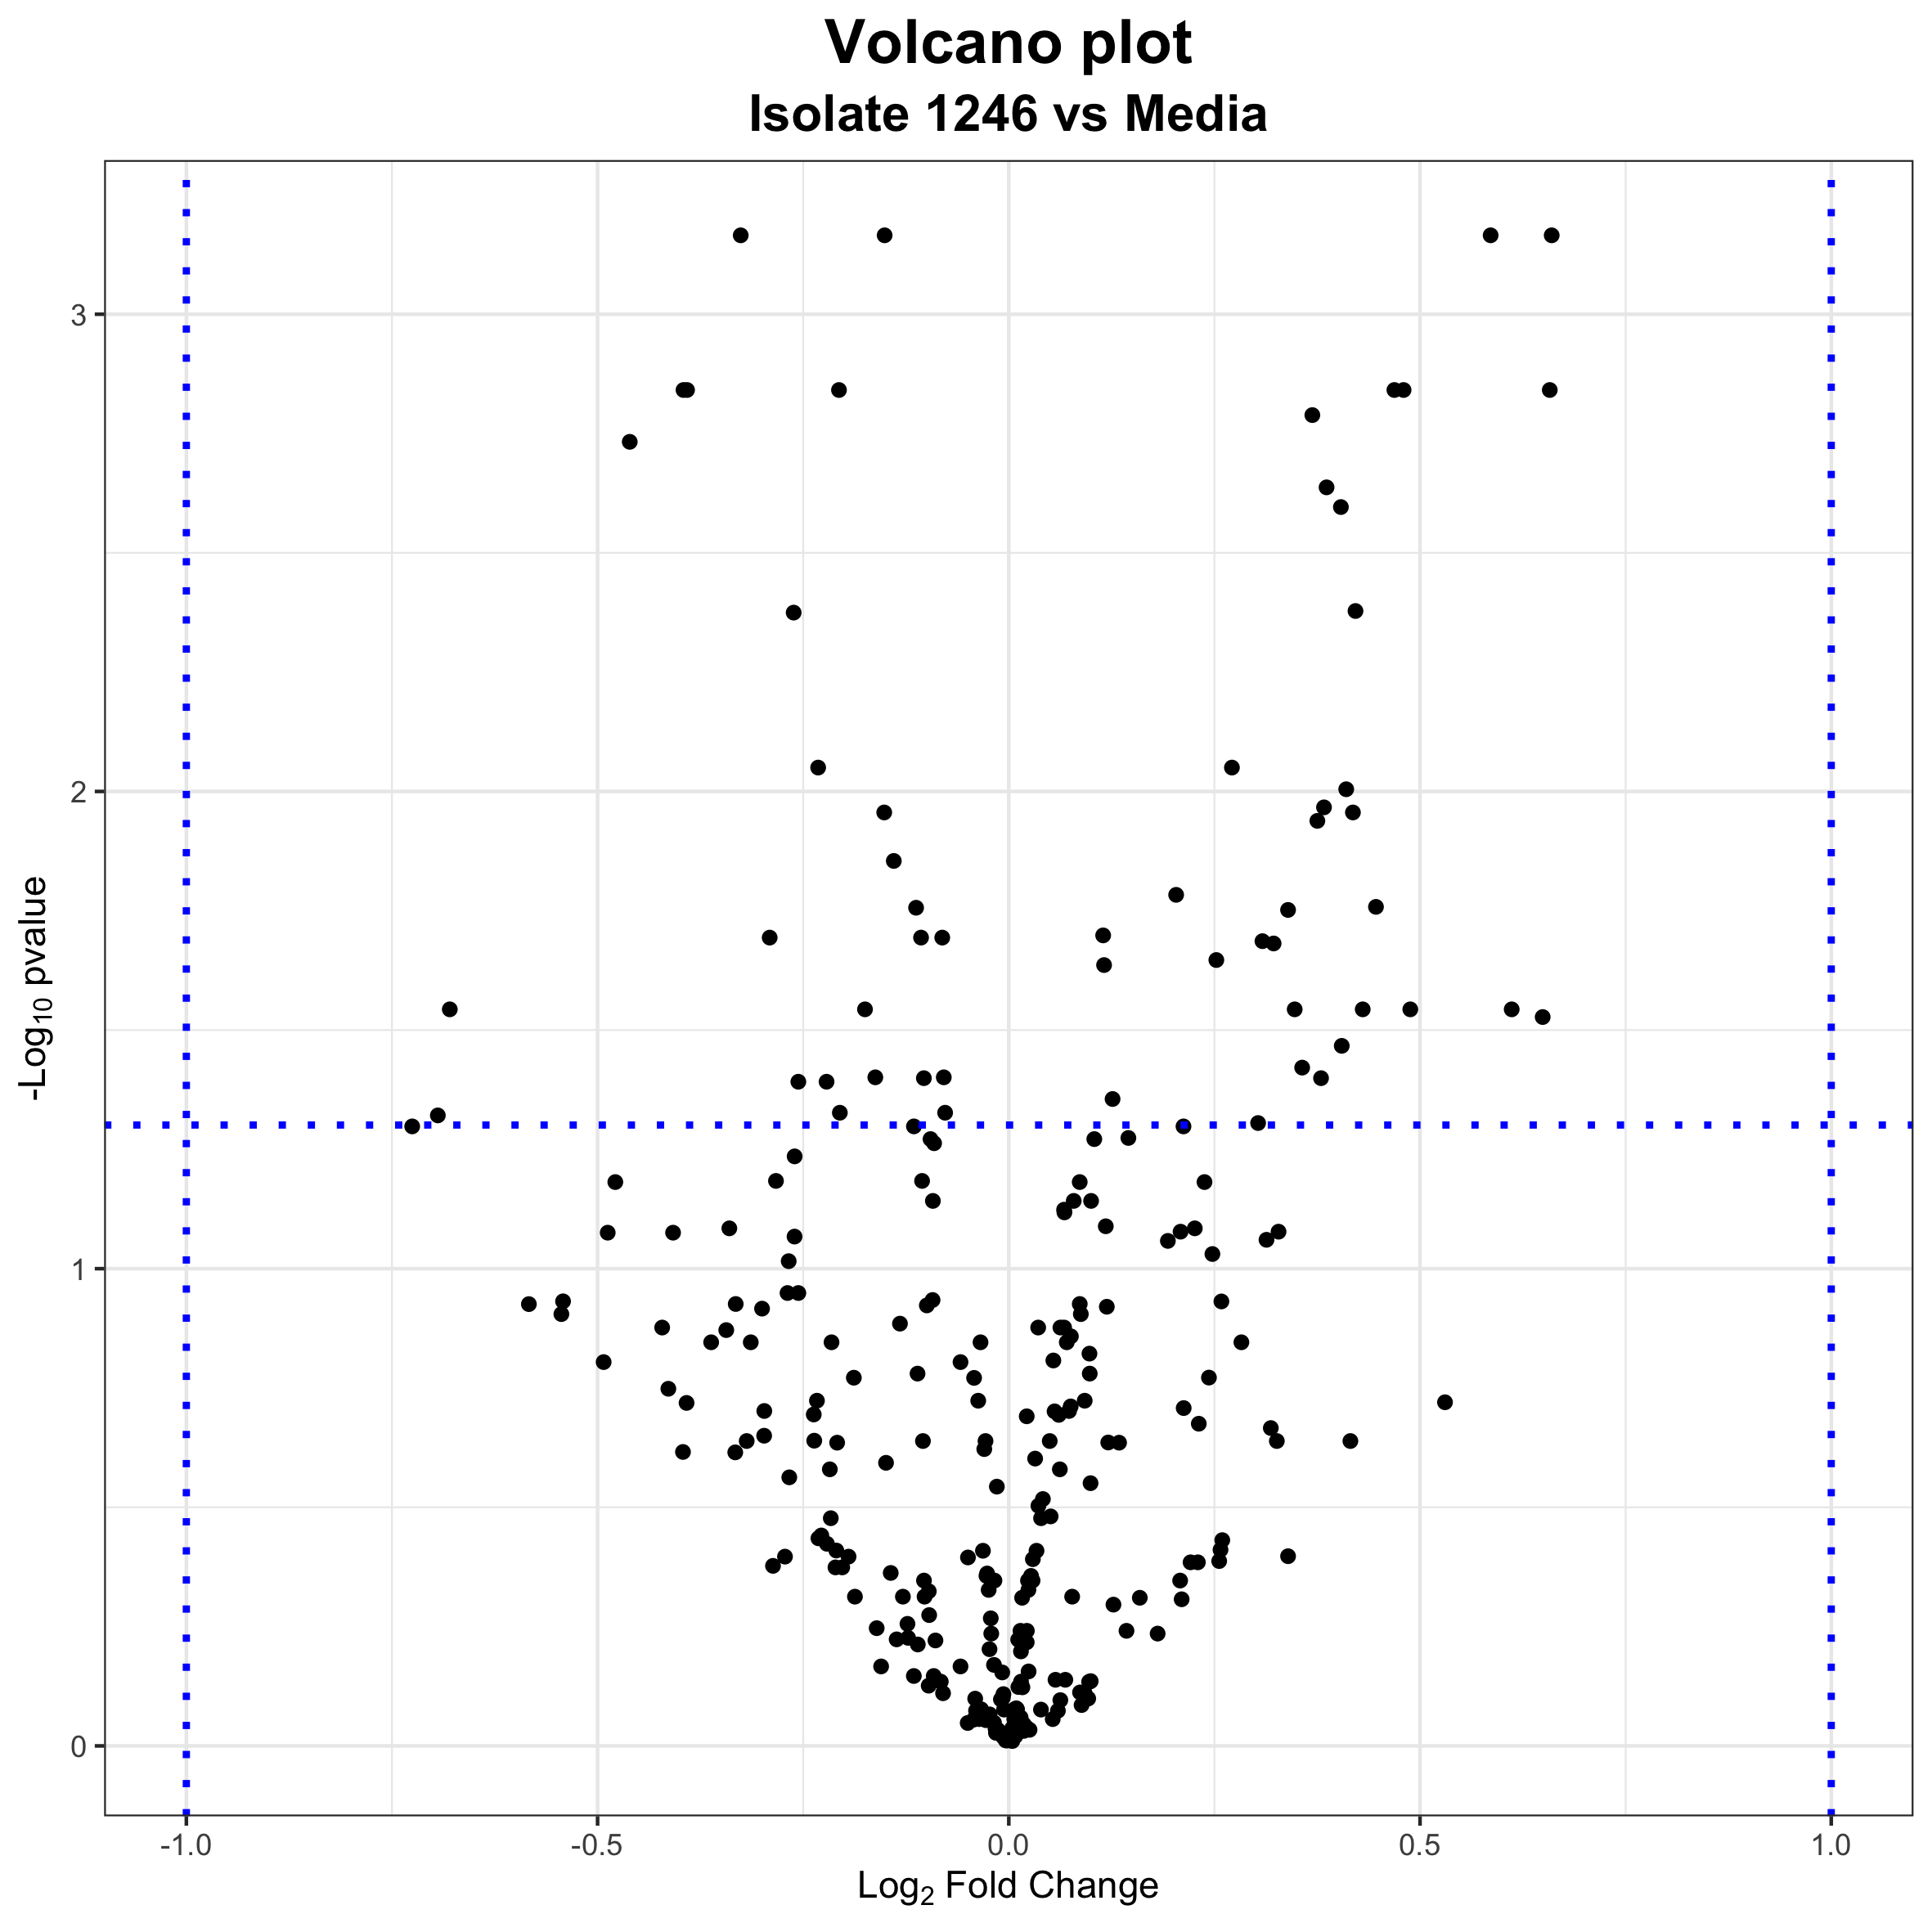 Volcano plot
Isolate 1246 vs Media
3
2
1
0
-Log10 pvalue
-1.0 -0.5 0.0 0.5 1.0
Log2 Fold Change